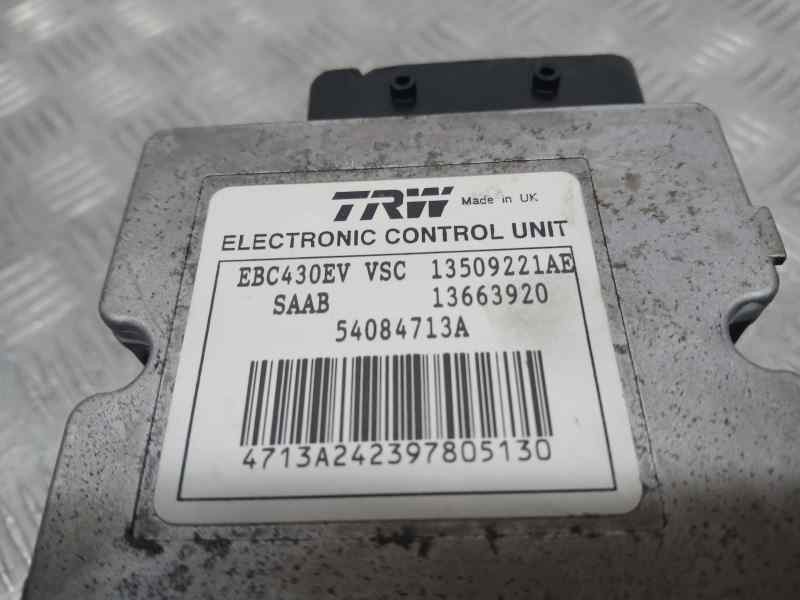 TRW Made in UK
ELECTRONIC CONTROL UNIT
EBC430EV VSC 13509221AE
SAAB 13663920
54084713A
4713A242397805130